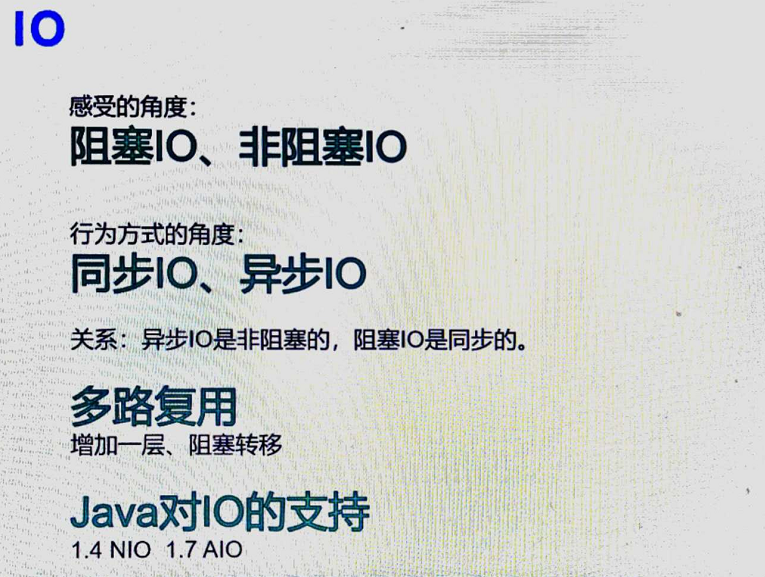 IO
感受的角度：
阻塞IO、非阻塞IO
行为方式的角度：
同步IO、异步IO
关系：异步IO是非阻塞的，阻塞IO是同步的。
多路复用
增加一层、阻塞转移
Java对IO的支持
1.4 NIO 1.7 AIO